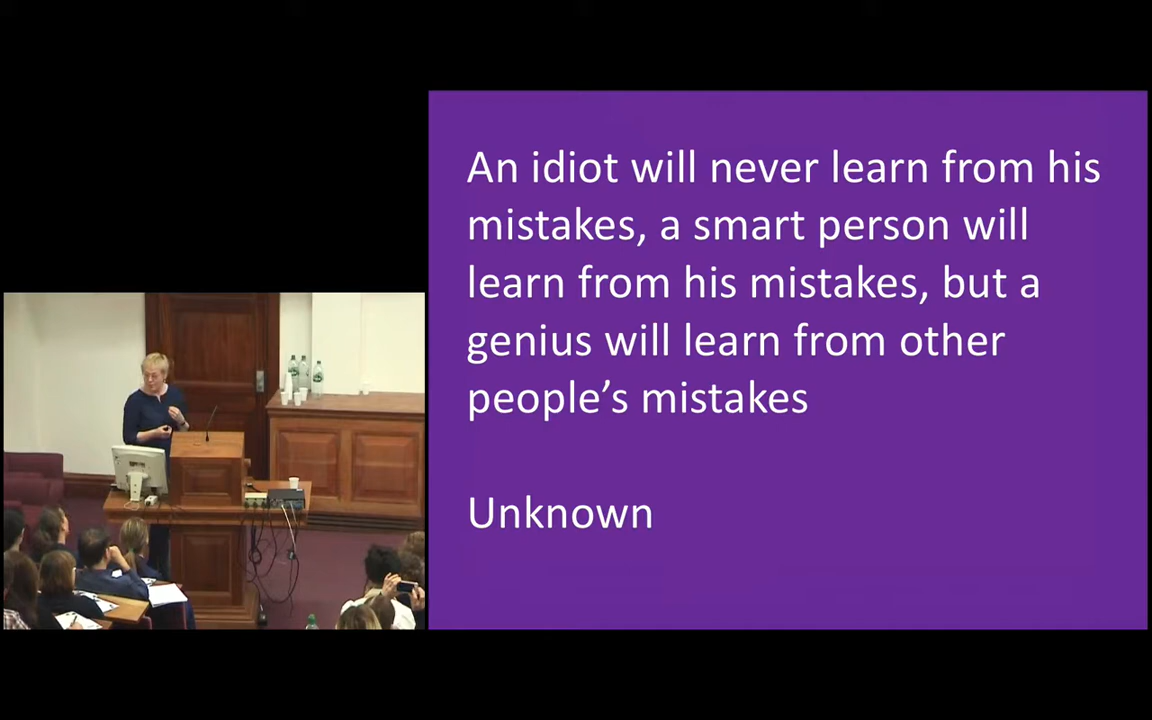 An idiot will never learn from his
mistakes, a smart person will
learn from his mistakes, but a
genius will learn from other
people’s mistakes
Unknown